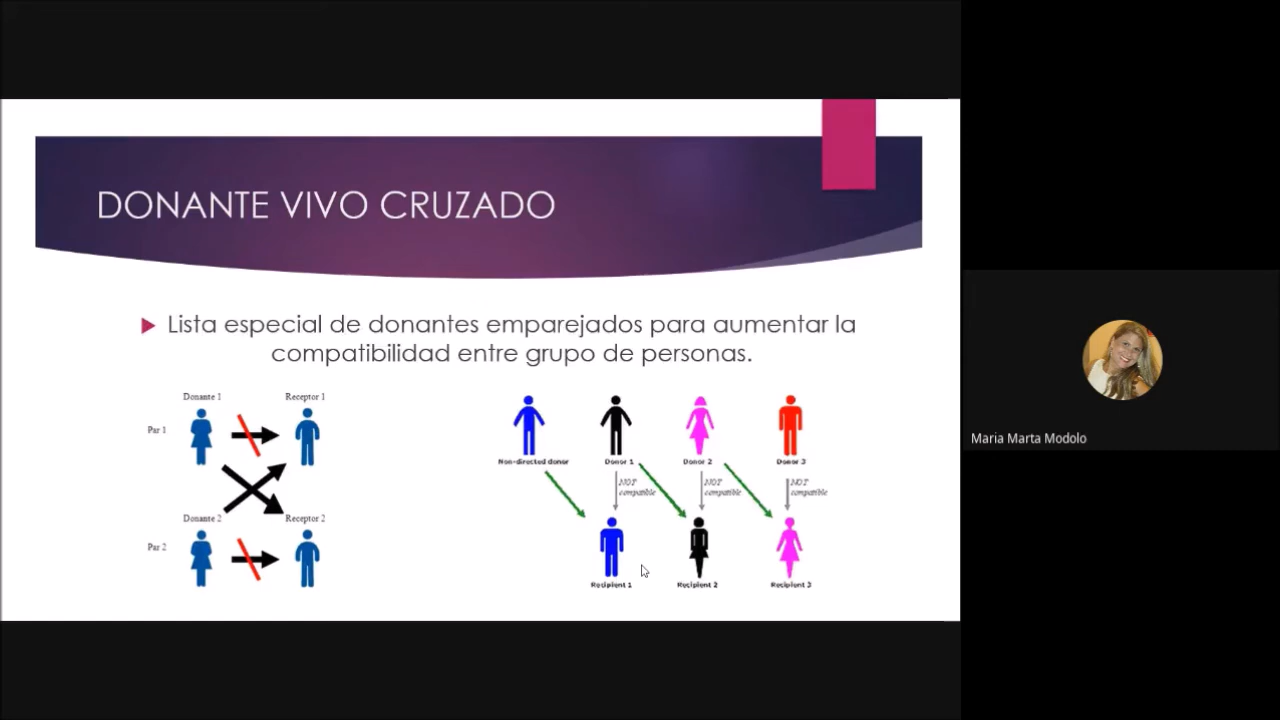 DONANTE VIVO CRUZADO
Lista especial de donantes emparejados para aumentar la
compatibilidad entre grupo de personas.
Donante 1
Receptor 1
Par 1
Donante 2
Receptor 2
Par 2
Non-directed donor
Donor 1
Donor 2
Donor 3
NOT
compatible
NOT
compatible
NOT
compatible
Recipient 1
Recipient 2
Recipient 3
Maria Marta Modolo